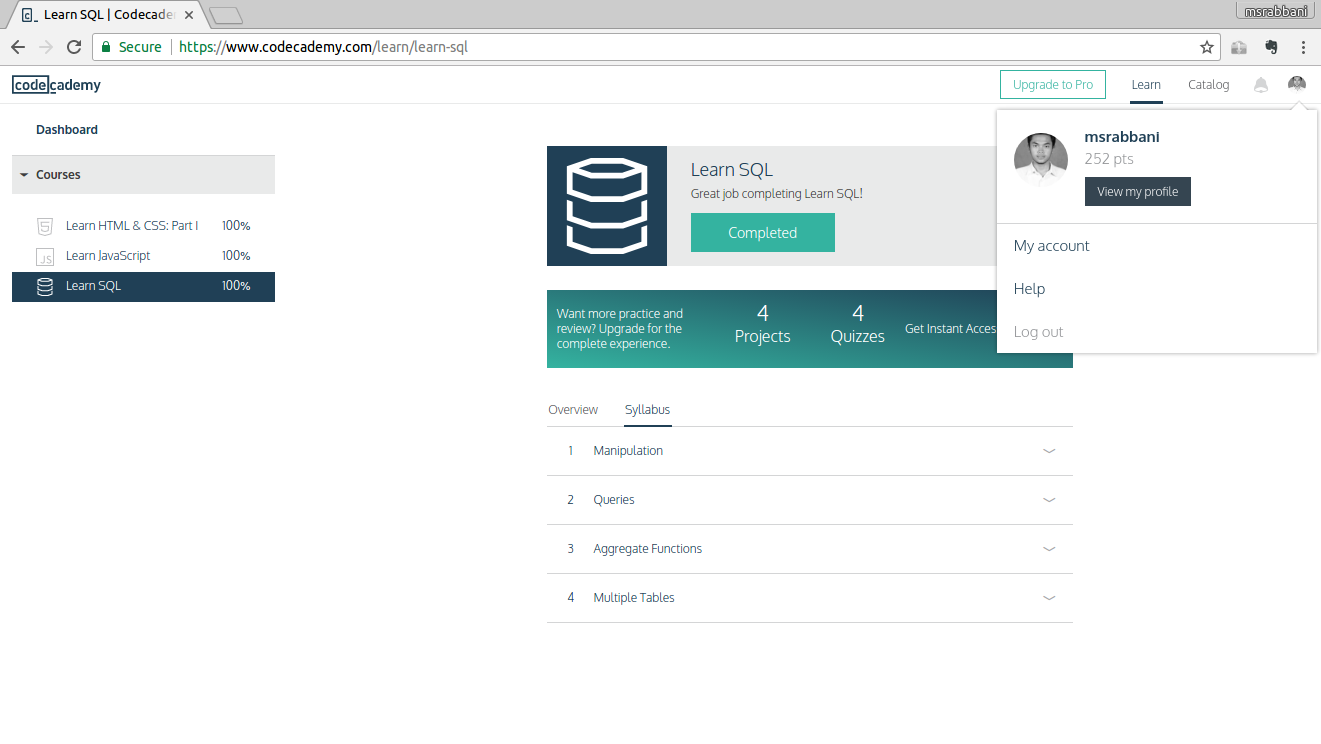 Learn SQL | Codecade
msrabbani
Secure
https://www.codecademy.com/learn/learn-sql
codecademy
Upgrade to Pro
Learn
Catalog
Dashboard
Courses
Learn HTML & CSS: Part I 100%
Learn JavaScript 100%
Learn SQL 100%
Learn SQL
Great job completing Learn SQL!
Completed
Want more practice and
review? Upgrade for the
complete experience.
4
Projects
4
Quizzes
Get Instant Acces
Overview
Syllabus
1 Manipulation
2 Queries
3 Aggregate Functions
4 Multiple Tables
msrabbani
252 pts
View my profile
My account
Help
Log out